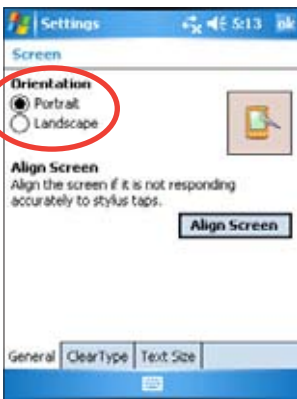 Settings 5:13 ok
Screen
Orientation
Portrait
Landscape
Align Screen
Align the screen if it is not responding
accurately to stylus taps.
Align Screen
General ClearType Text Size